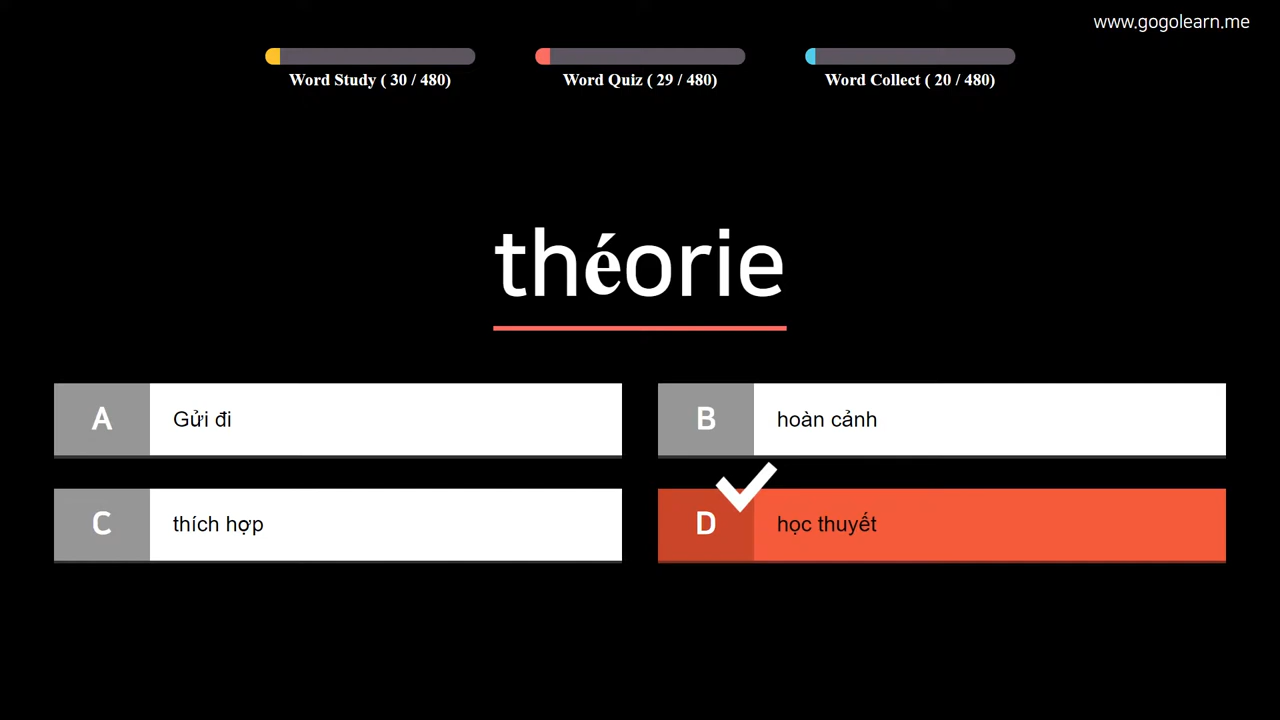 www.gogolearn.me
Word Study ( 30 / 480)
Word Quiz ( 29 / 480)
Word Collect ( 20 / 480)
théorie
A Gửi đi
B hoàn cảnh
C thích hợp
D học thuyết